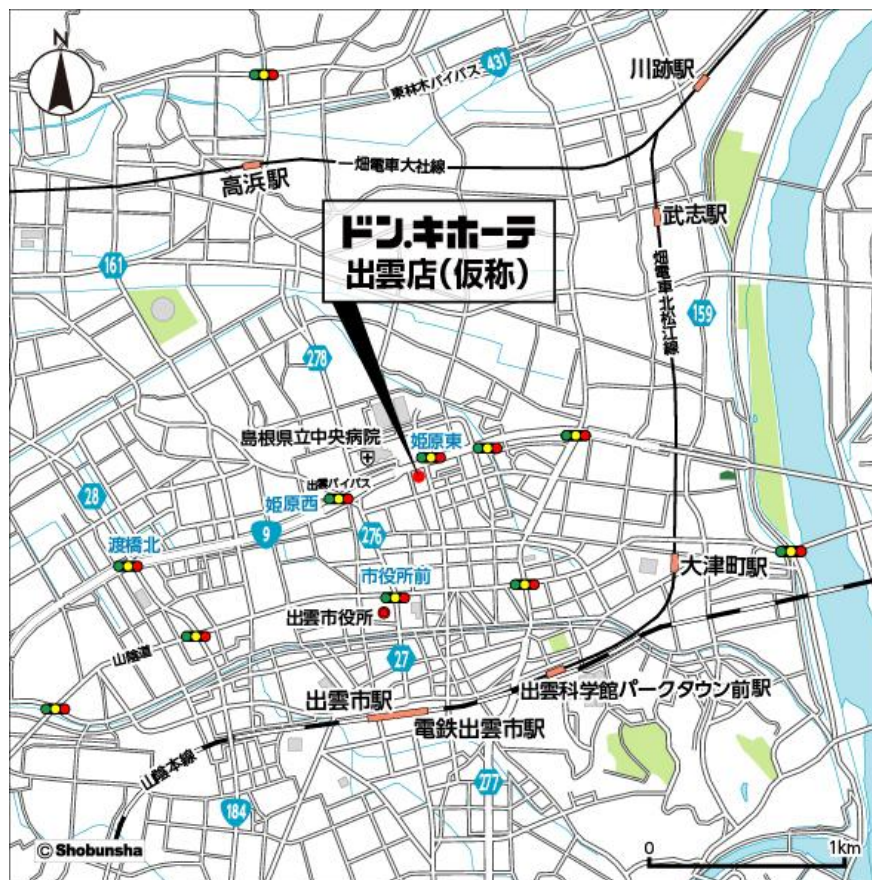 N
431
東林木バイパス
川跡駅
一畑電車大社線
高浜駅
武志駅
ドン.キホーテ
出雲店(仮称)
161
一畑電車北松江線
159
278
島根県立中央病院
姫原東
出雲バイパス
姫原西
28
9
276
渡橋北
市役所前
大津町駅
出雲市役所
山陰道
27
出雲科学館パークタウン前駅
出雲市駅
電鉄出雲市駅
山陰本線
277
184
© Shobunsha
0 1km